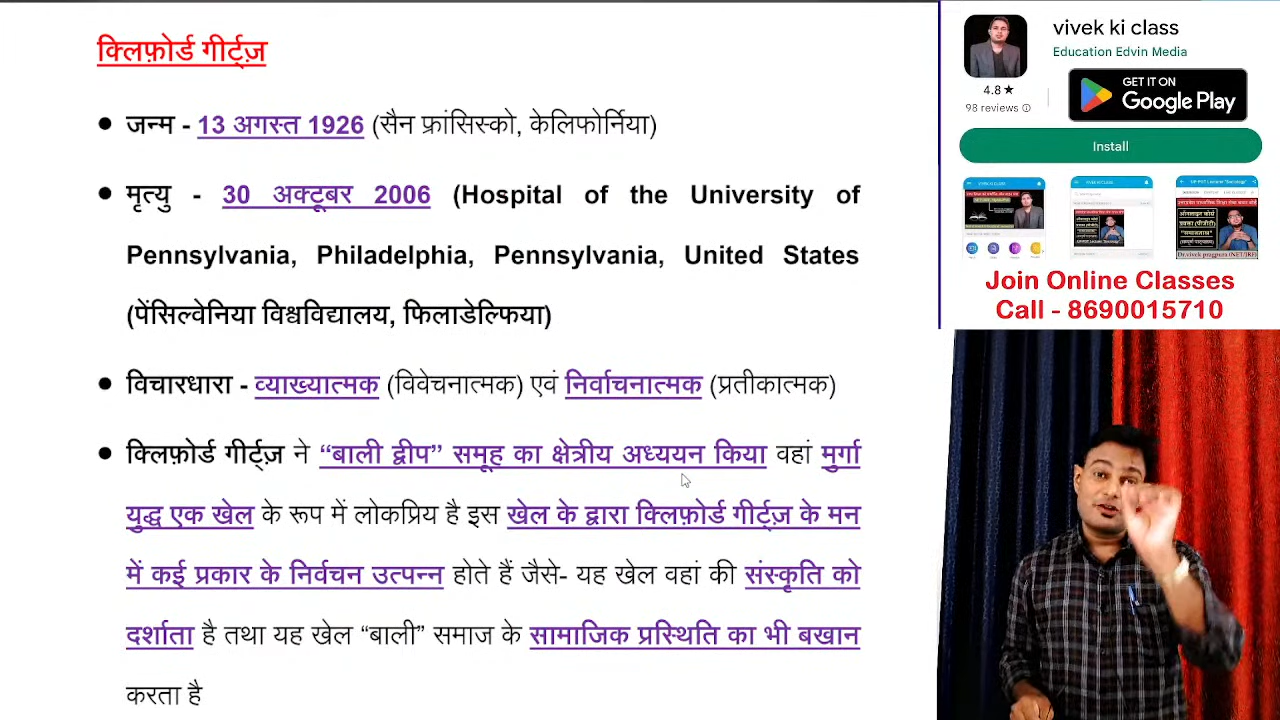 क्लिफ़ोर्ड गीर्ट्ज़
● जन्म - 13 अगस्त 1926 (सैन फ्रांसिस्को, केलिफोर्निया)
● मृत्यु - 30 अक्टूबर 2006 (Hospital of the University of
Pennsylvania, Philadelphia, Pennsylvania, United States
(पेंसिल्वेनिया विश्वविद्यालय, फिलाडेल्फिया)
● विचारधारा - व्याख्यात्मक (विवेचनात्मक) एवं निर्वाचनात्मक (प्रतीकात्मक)
● क्लिफ़ोर्ड गीर्ट्ज़ ने “बाली द्वीप” समूह का क्षेत्रीय अध्ययन किया वहां मुर्गा
युद्ध एक खेल के रूप में लोकप्रिय है इस खेल के द्वारा क्लिफ़ोर्ड गीर्ट्ज़ के मन
में कई प्रकार के निर्वचन उत्पन्न होते हैं जैसे- यह खेल वहां की संस्कृति को
दर्शाता है तथा यह खेल “बाली” समाज के सामाजिक प्रस्थिति का भी बखान
करता है
vivek ki class
Education Edvin Media
4.8★
98 reviews
GET IT ON
Google Play
Install
Join Online Classes
Call - 8690015710